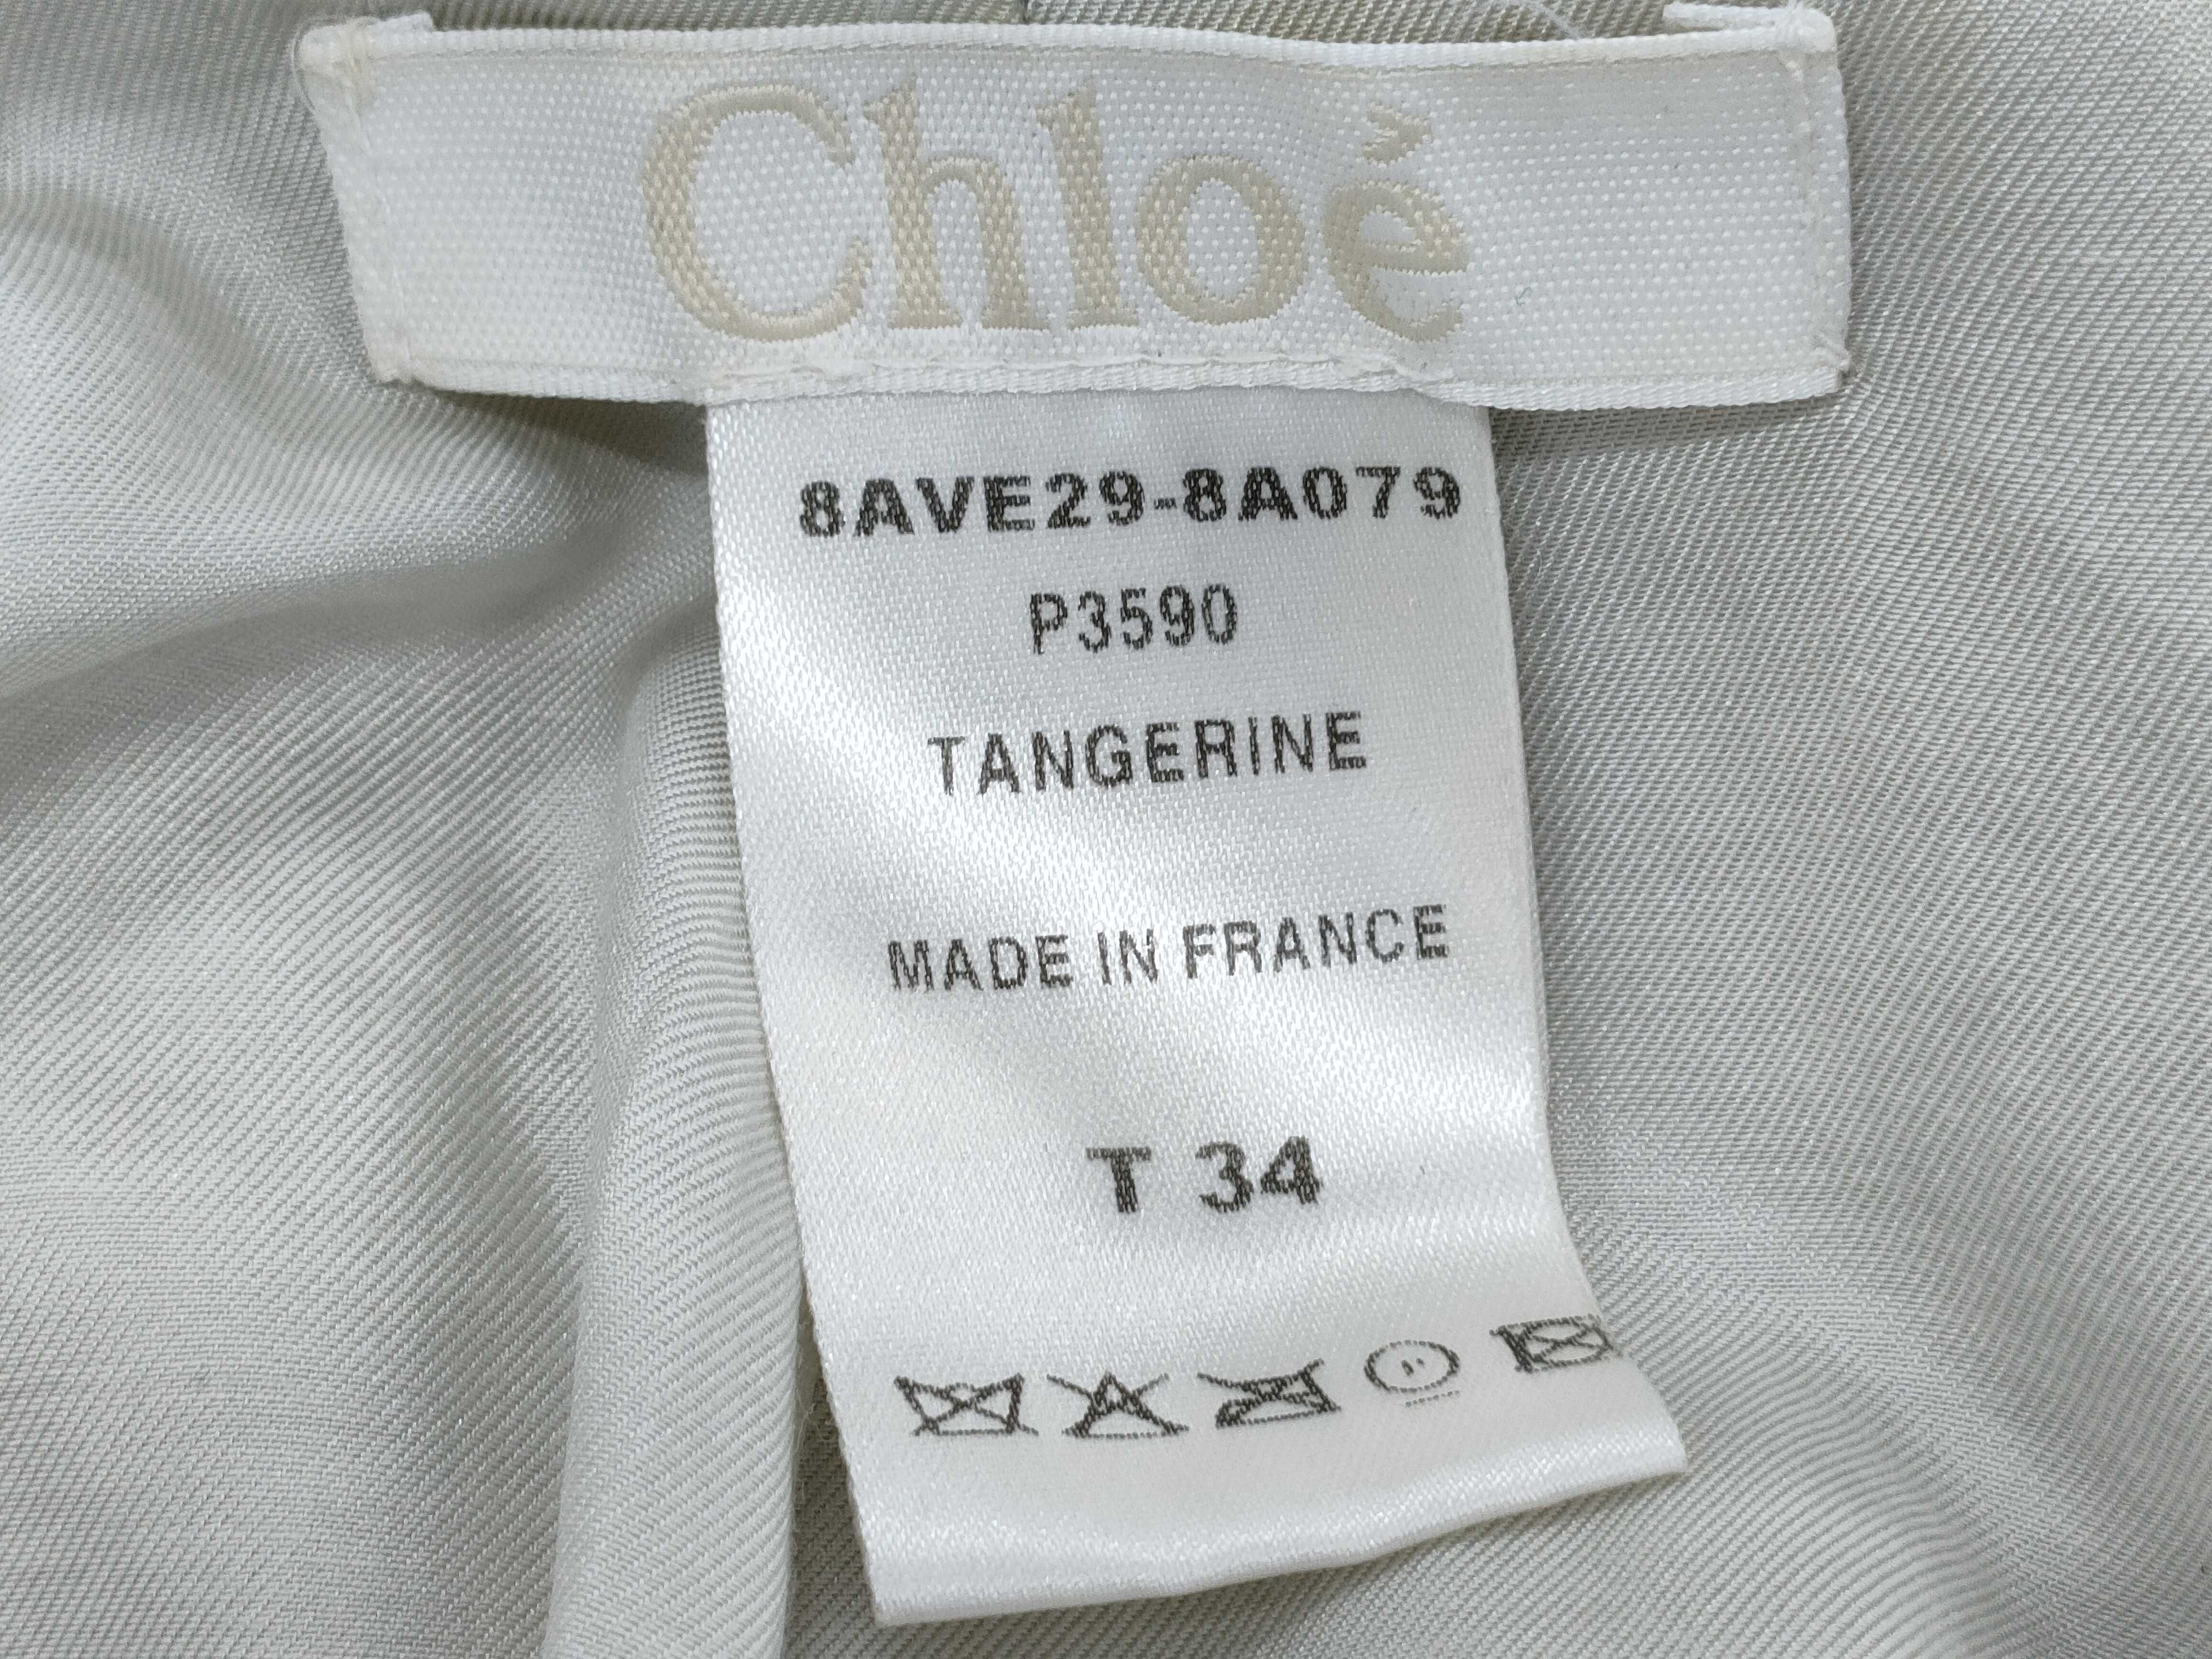 Chloé
8AVE29-8A079
P3590
TANGERINE
MADE IN FRANCE
T 34